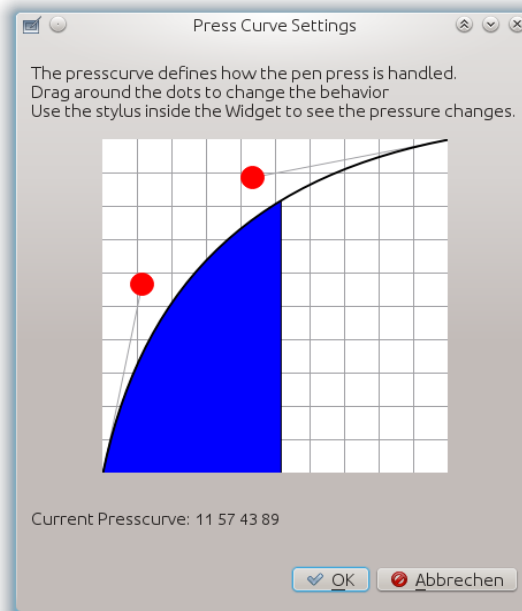 Press Curve Settings
The presscurve defines how the pen press is handled.
Drag around the dots to change the behavior
Use the stylus inside the Widget to see the pressure changes.
Current Presscurve: 11 57 43 89
OK
Abbrechen